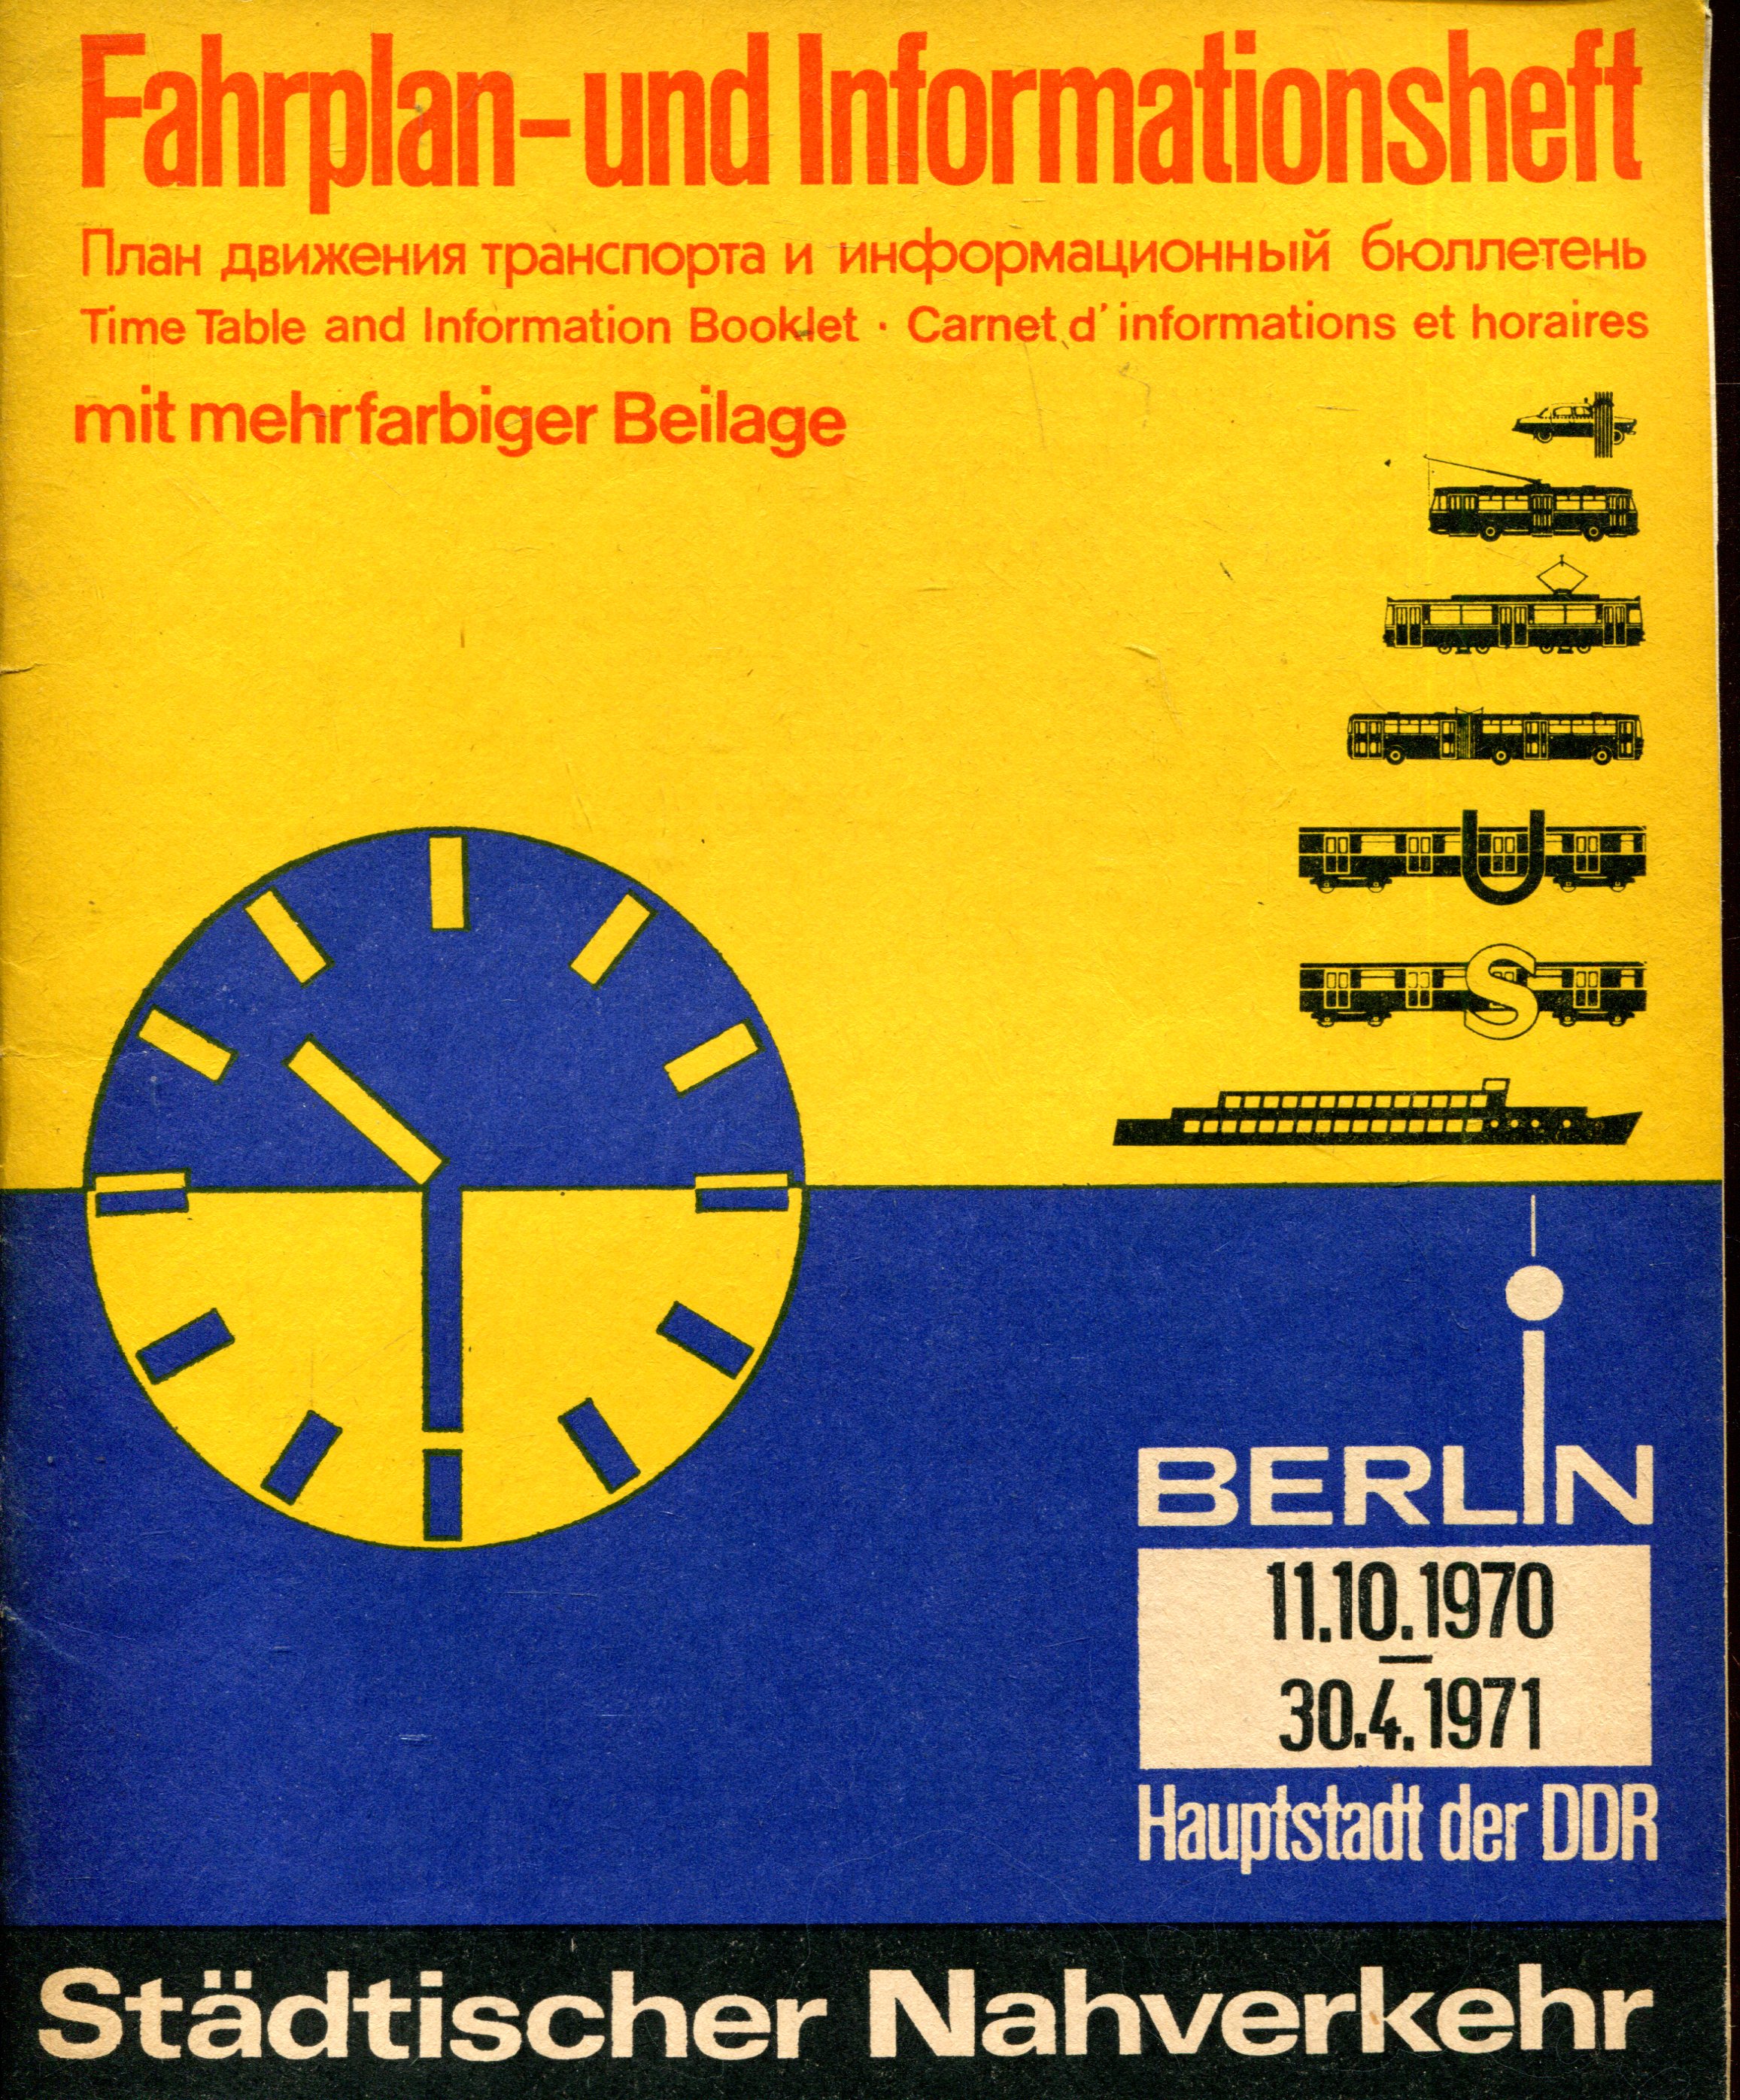 Fahrplan- und Informationsheft
План движения транспорта и информационный бюллетень
Time Table and Information Booklet · Carnet d'informations et horaires
mit mehrfarbiger Beilage
U
S
BERLIN
11.10.1970
—
30.4.1971
Hauptstadt der DDR
Städtischer Nahverkehr